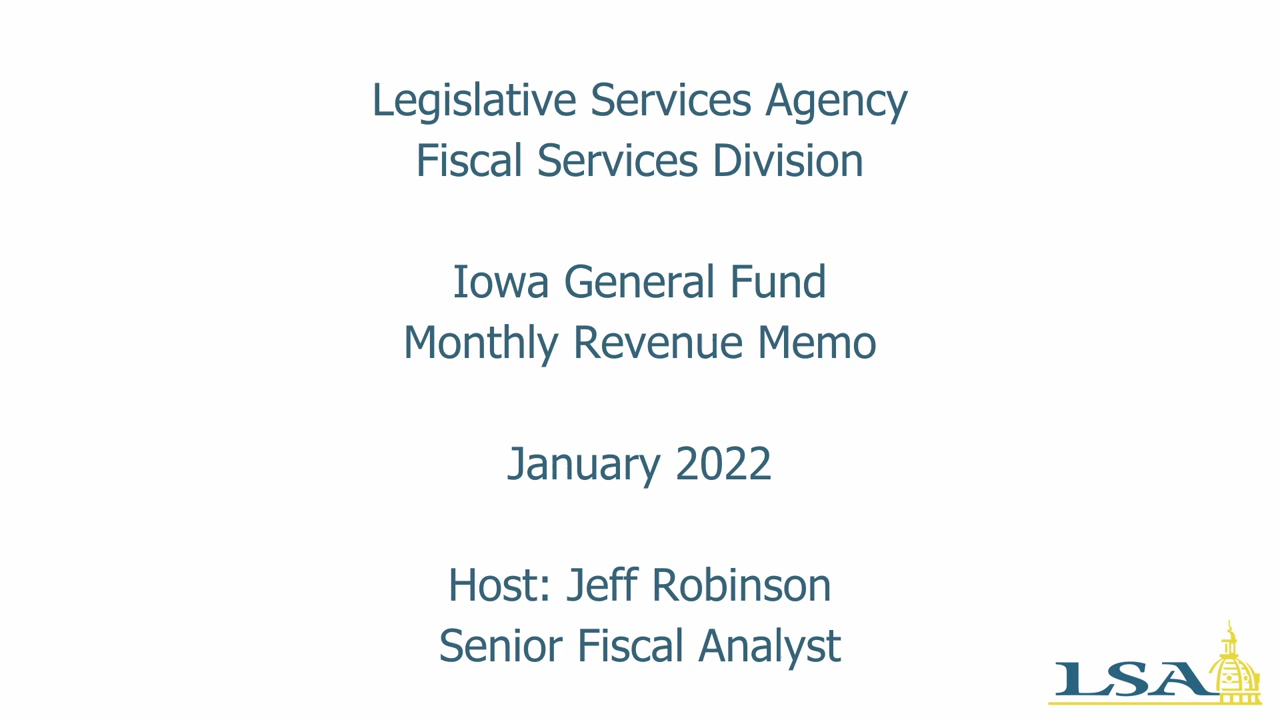 Legislative Services Agency
Fiscal Services Division
Iowa General Fund
Monthly Revenue Memo
January 2022
Host: Jeff Robinson
Senior Fiscal Analyst
LSA